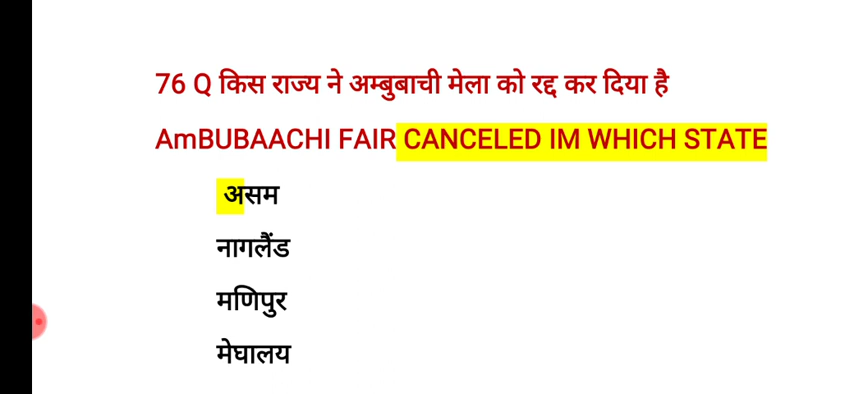 76 Q किस राज्य ने अम्बुबाची मेला को रद्द कर दिया है
AmBUBAACHI FAIR CANCELED IM WHICH STATE
असम
नागलैंड
मणिपुर
मेघालय